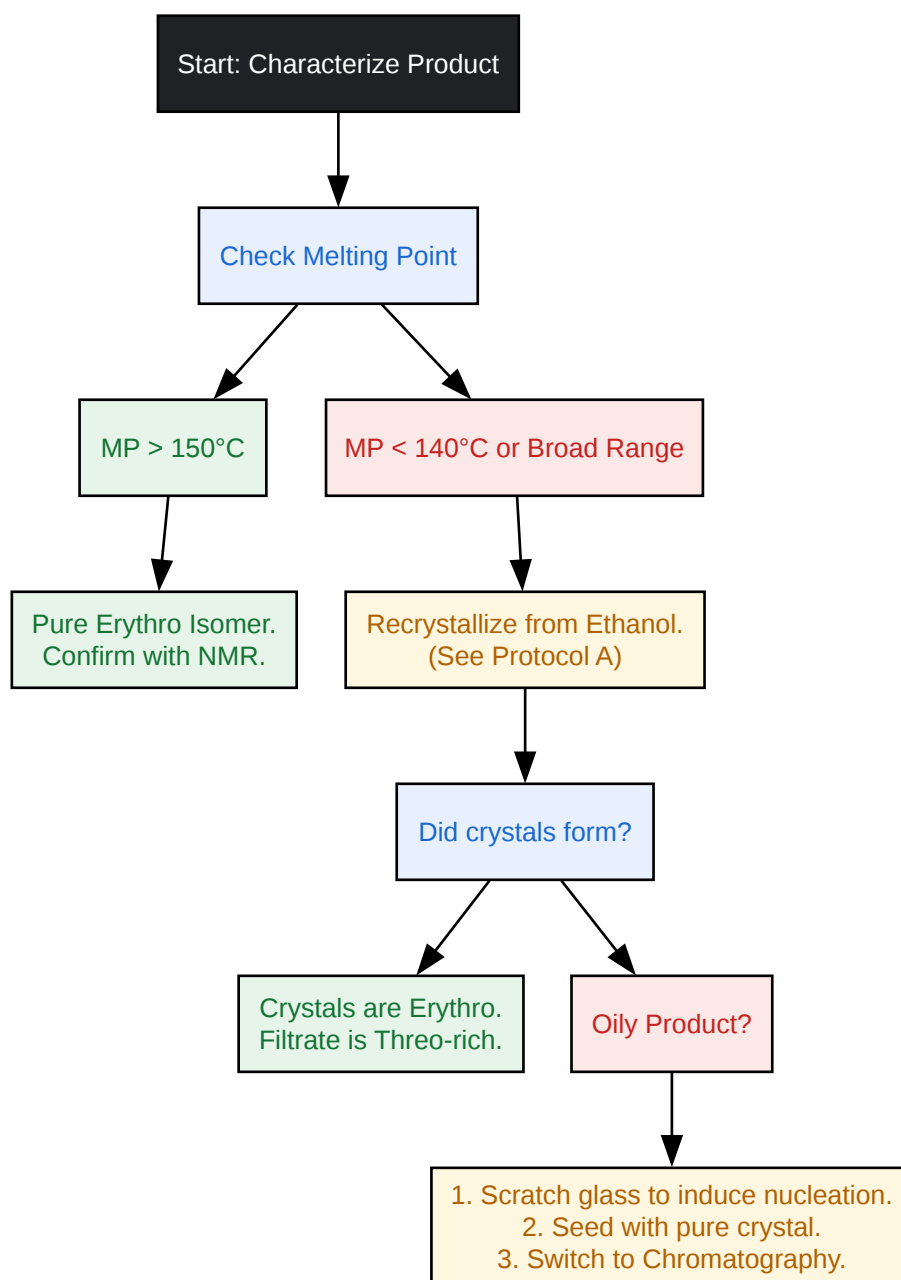 Start: Characterize Product
Check Melting Point
MP > 150°C
MP < 140°C or Broad Range
Pure Erythro Isomer.
Confirm with NMR.
Recrystallize from Ethanol.
(See Protocol A)
Did crystals form?
Crystals are Erythro.
Filtrate is Threo-rich.
Oily Product?
1. Scratch glass to induce nucleation.
2. Seed with pure crystal.
3. Switch to Chromatography.